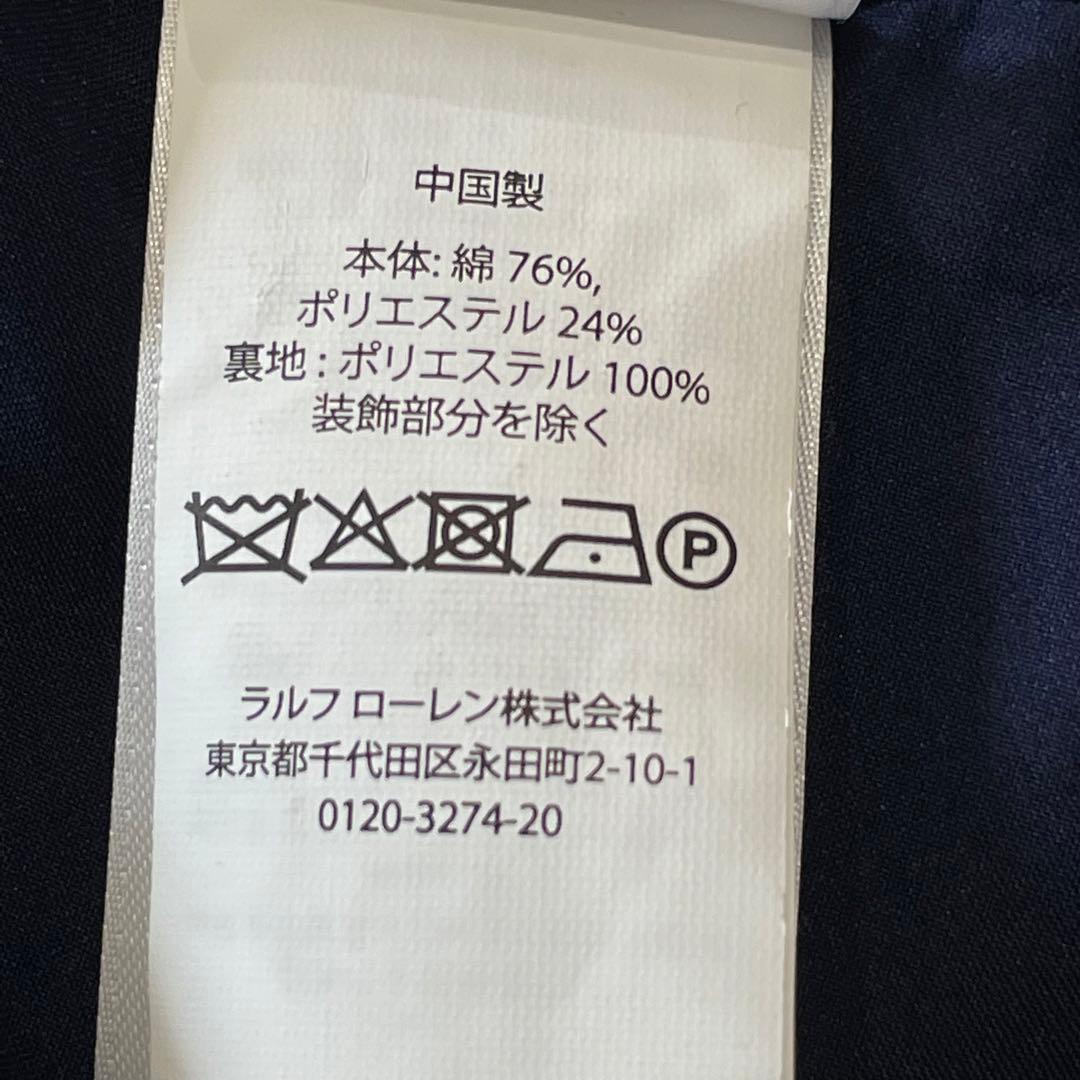 中国製
本体: 綿 76%,
ポリエステル 24%
裏地 : ポリエステル 100%
装飾部分を除く
P
ラルフ ローレン株式会社
東京都千代田区永田町2-10-1
0120-3274-20